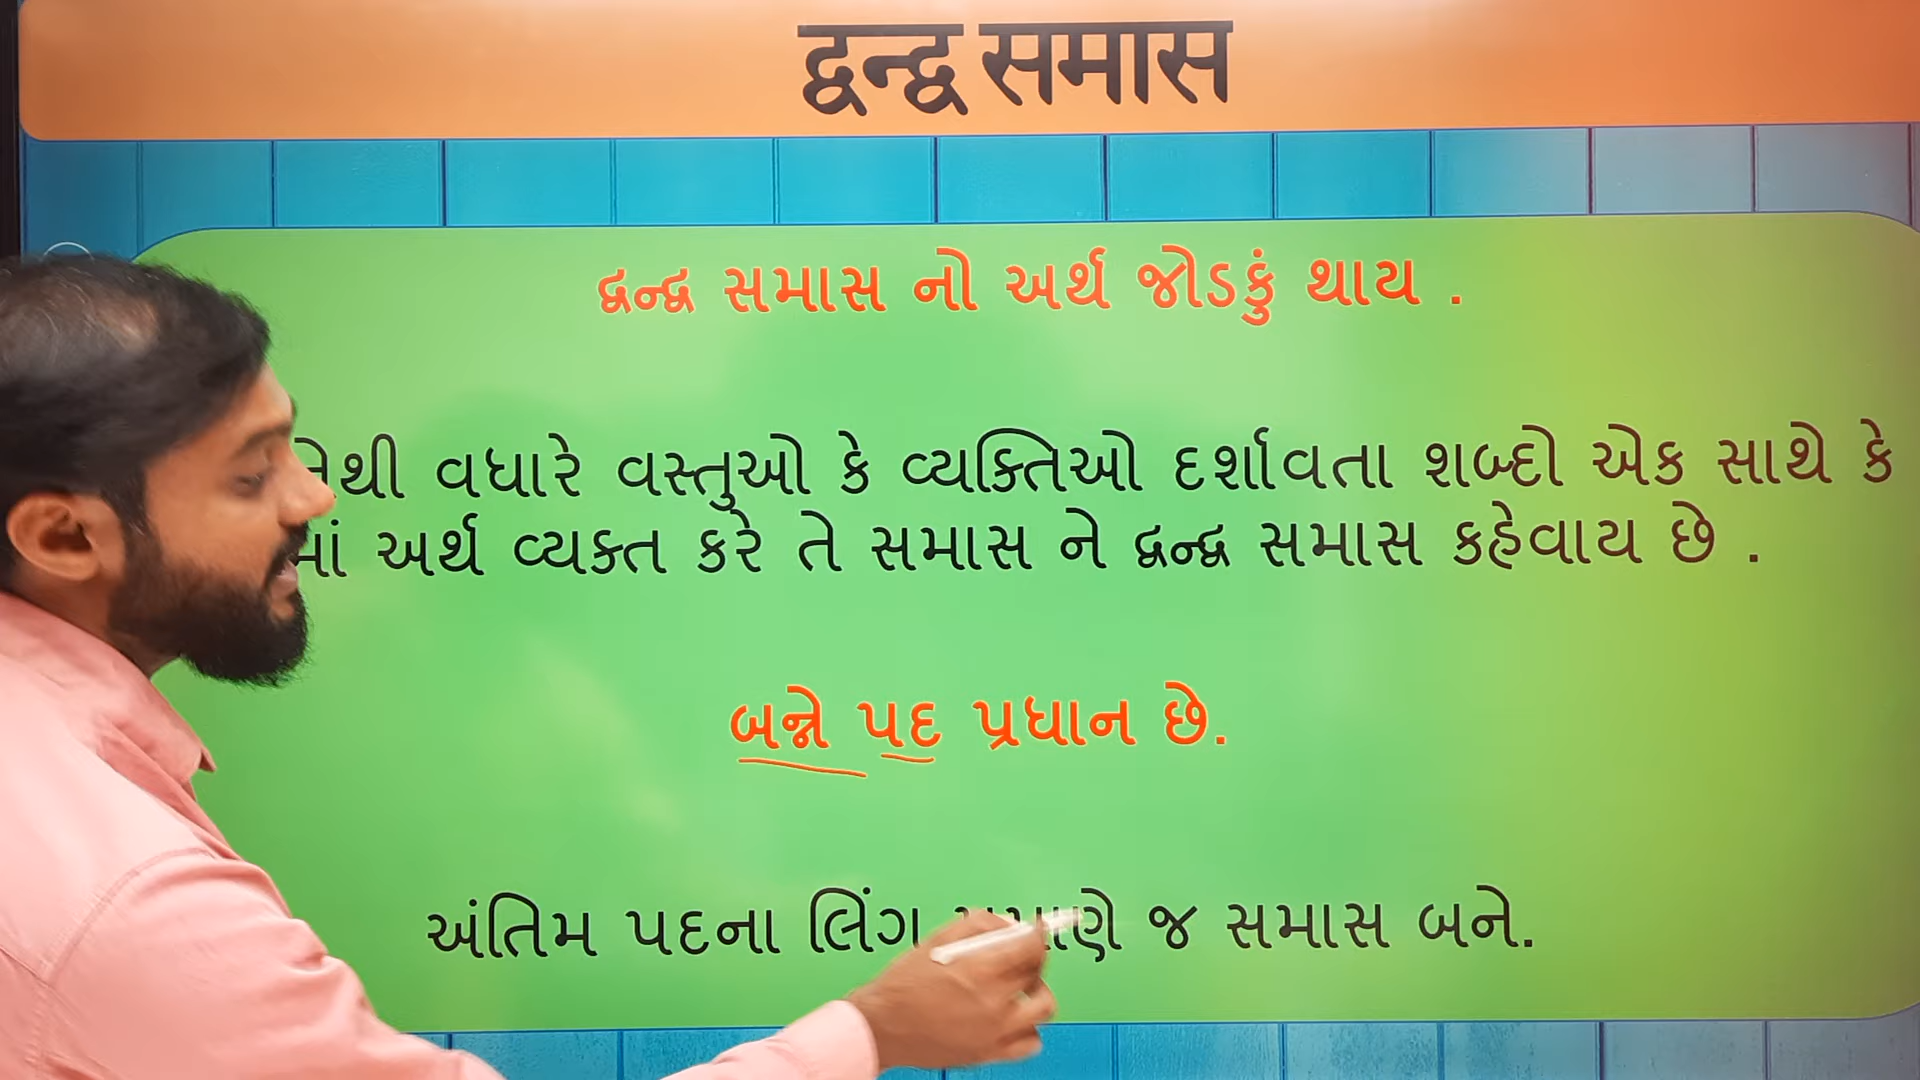 द्वन्द्व समास
દ્વન્દ્વ સમાસ નો અર્થ જોડકું થાય .
વધારે વસ્તુઓ કે વ્યક્તિઓ દર્શાવતા શબ્દો એક સાથે કે
અર્થ વ્યક્ત કરે તે સમાસ ને દ્વન્દ્વ સમાસ કહેવાય છે .
બન્ને પદ પ્રધાન છે.
અંતિમ પદના લિંગ જ સમાસ બને.